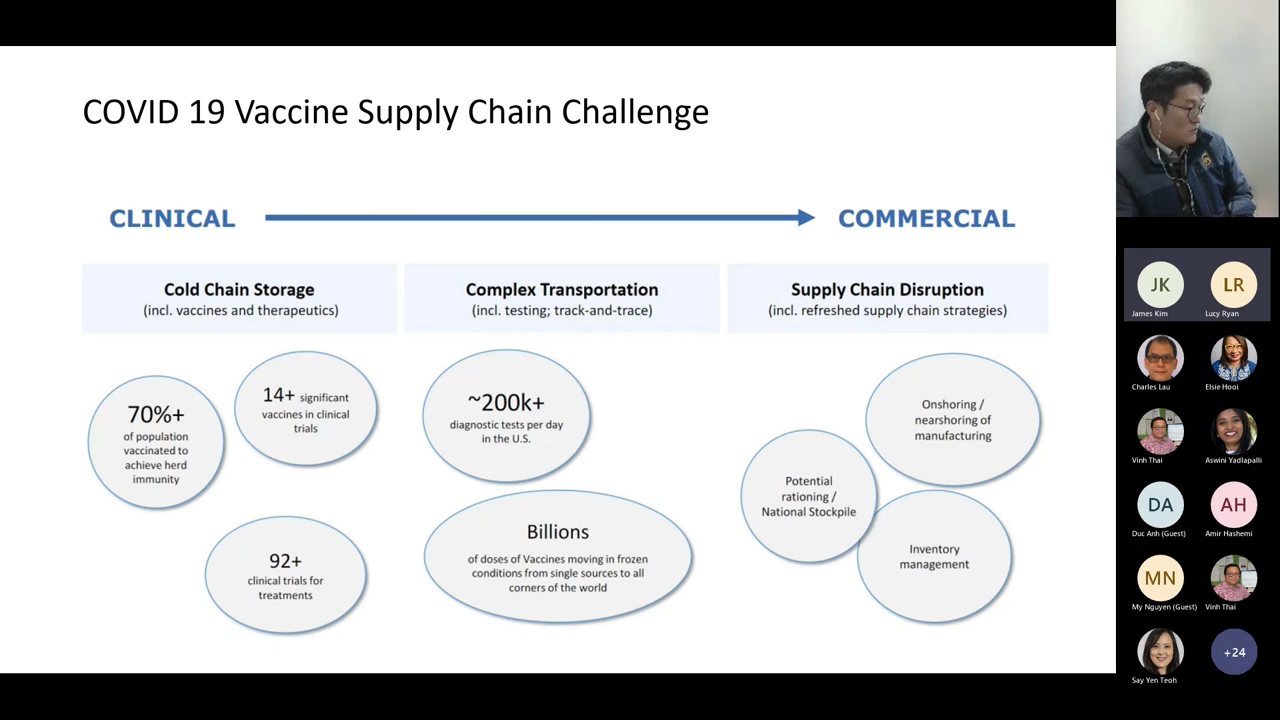 COVID 19 Vaccine Supply Chain Challenge
CLINICAL
COMMERCIAL
Cold Chain Storage
(incl. vaccines and therapeutics)
Complex Transportation
(incl. testing; track-and-trace)
Supply Chain Disruption
(incl. refreshed supply chain strategies)
70%+
of population
vaccinated to
achieve herd
immunity
14+ significant
vaccines in clinical
trials
92+
clinical trials for
treatments
~200k+
diagnostic tests per day
in the U.S.
Billions
of doses of Vaccines moving in frozen
conditions from single sources to all
corners of the world
Onshoring /
nearshoring of
manufacturing
Potential
rationing /
National Stockpile
Inventory
management
JK
James Kim
LR
Lucy Ryan
Charles Lau
Elsie Hooi
Vinh Thai
Aswini Yadlapalli
DA
Duc Anh (Guest)
AH
Amir Hashemi
MN
My Nguyen (Guest)
Vinh Thai
Say Yen Teoh
+24